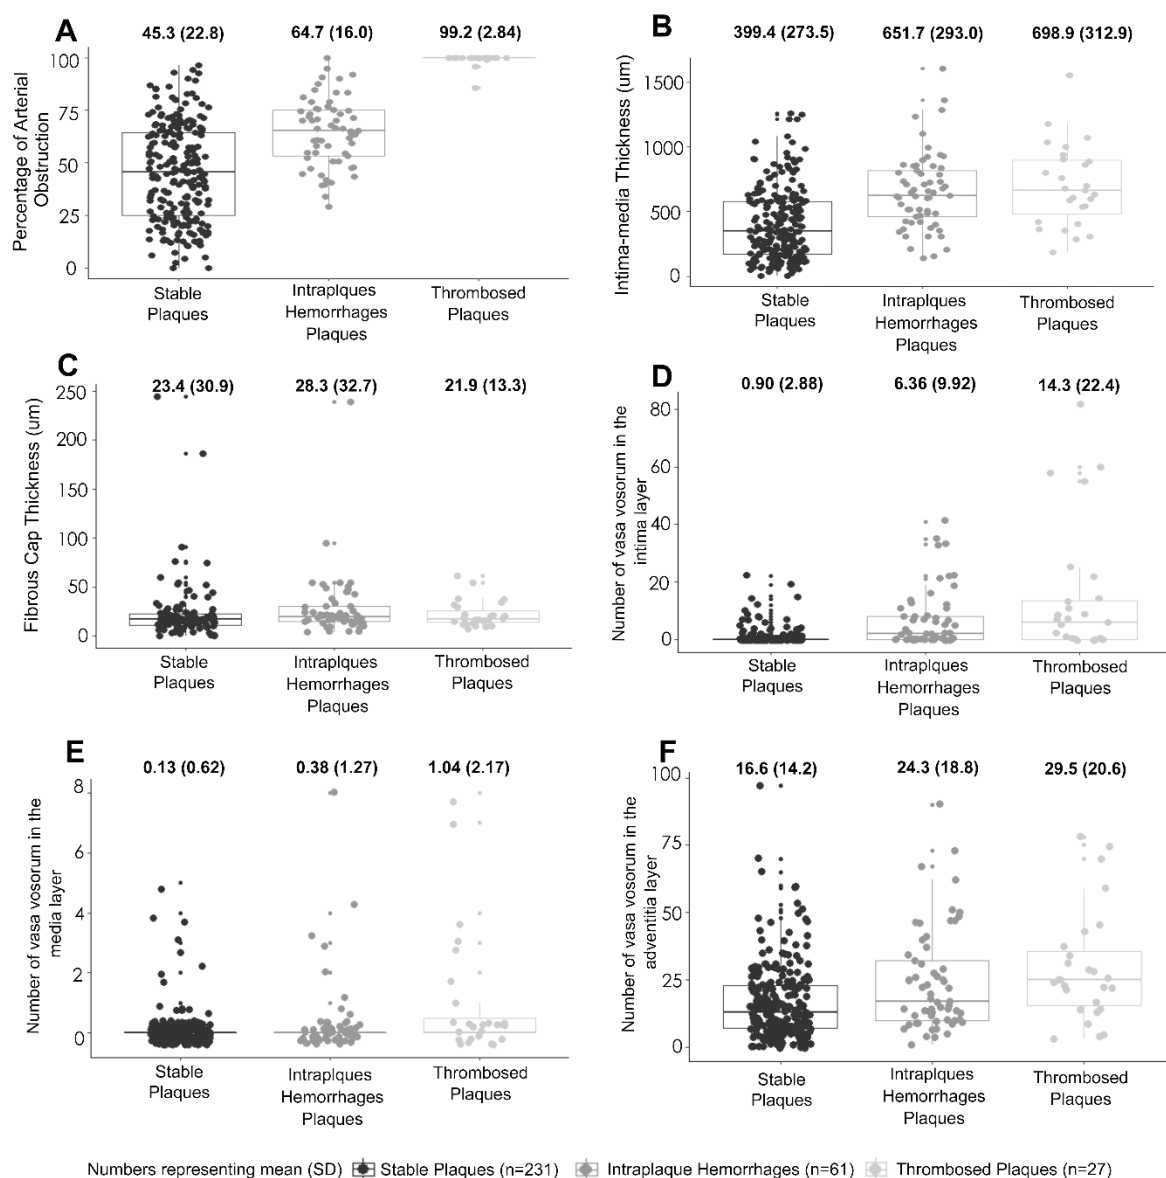 A
45.3 (22.8)
64.7 (16.0)
99.2 (2.84)
Percentage of Arterial
Obstruction
100
75
50
25
0
Stable
Plaques
Intraplques
Hemorrhages
Plaques
Thrombosed
Plaques
B
399.4 (273.5)
651.7 (293.0)
698.9 (312.9)
Intima-media Thickness (um)
1500
1000
500
0
Stable
Plaques
Intraplques
Hemorrhages
Plaques
Thrombosed
Plaques
C
23.4 (30.9)
28.3 (32.7)
21.9 (13.3)
Fibrous Cap Thickness (um)
250
200
150
100
50
0
Stable
Plaques
Intraplques
Hemorrhages
Plaques
Thrombosed
Plaques
D
0.90 (2.88)
6.36 (9.92)
14.3 (22.4)
Number of vasa vosorum in the
intima layer
80
60
40
20
0
Stable
Plaques
Intraplques
Hemorrhages
Plaques
Thrombosed
Plaques
E
0.13 (0.62)
0.38 (1.27)
1.04 (2.17)
Number of vasa vosorum in the
media layer
8
6
4
2
0
Stable
Plaques
Intraplques
Hemorrhages
Plaques
Thrombosed
Plaques
F
16.6 (14.2)
24.3 (18.8)
29.5 (20.6)
Number of vasa vosorum in the
adventitia layer
100
75
50
25
0
Stable
Plaques
Intraplques
Hemorrhages
Plaques
Thrombosed
Plaques
Numbers representing mean (SD) Stable Plaques (n=231) Intraplaque Hemorrhages (n=61) Thrombosed Plaques (n=27)